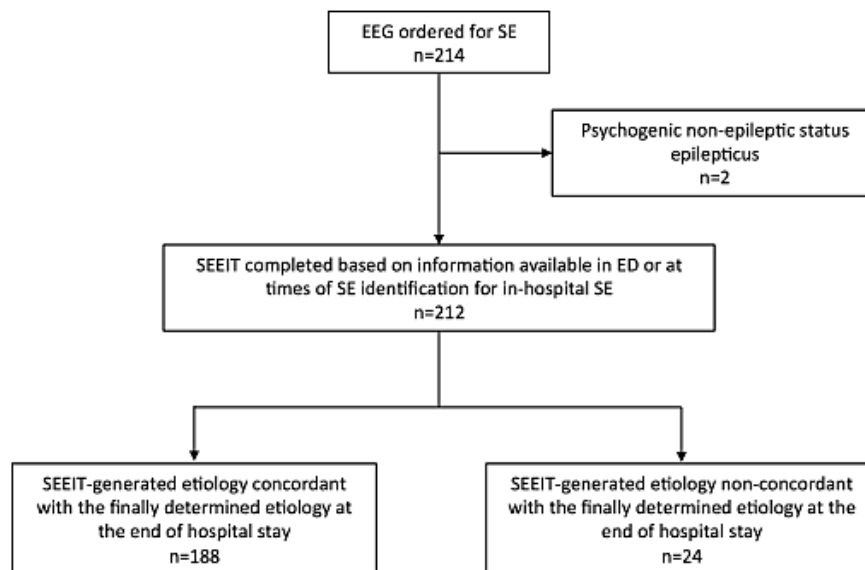 EEG ordered for SE
n=214
Psychogenic non-epileptic status
epilepticus
n=2
SEEIT completed based on information available in ED or at
times of SE identification for in-hospital SE
n=212
SEEIT-generated etiology concordant
with the finally determined etiology at
the end of hospital stay
n=188
SEEIT-generated etiology non-concordant
with the finally determined etiology at the
end of hospital stay
n=24